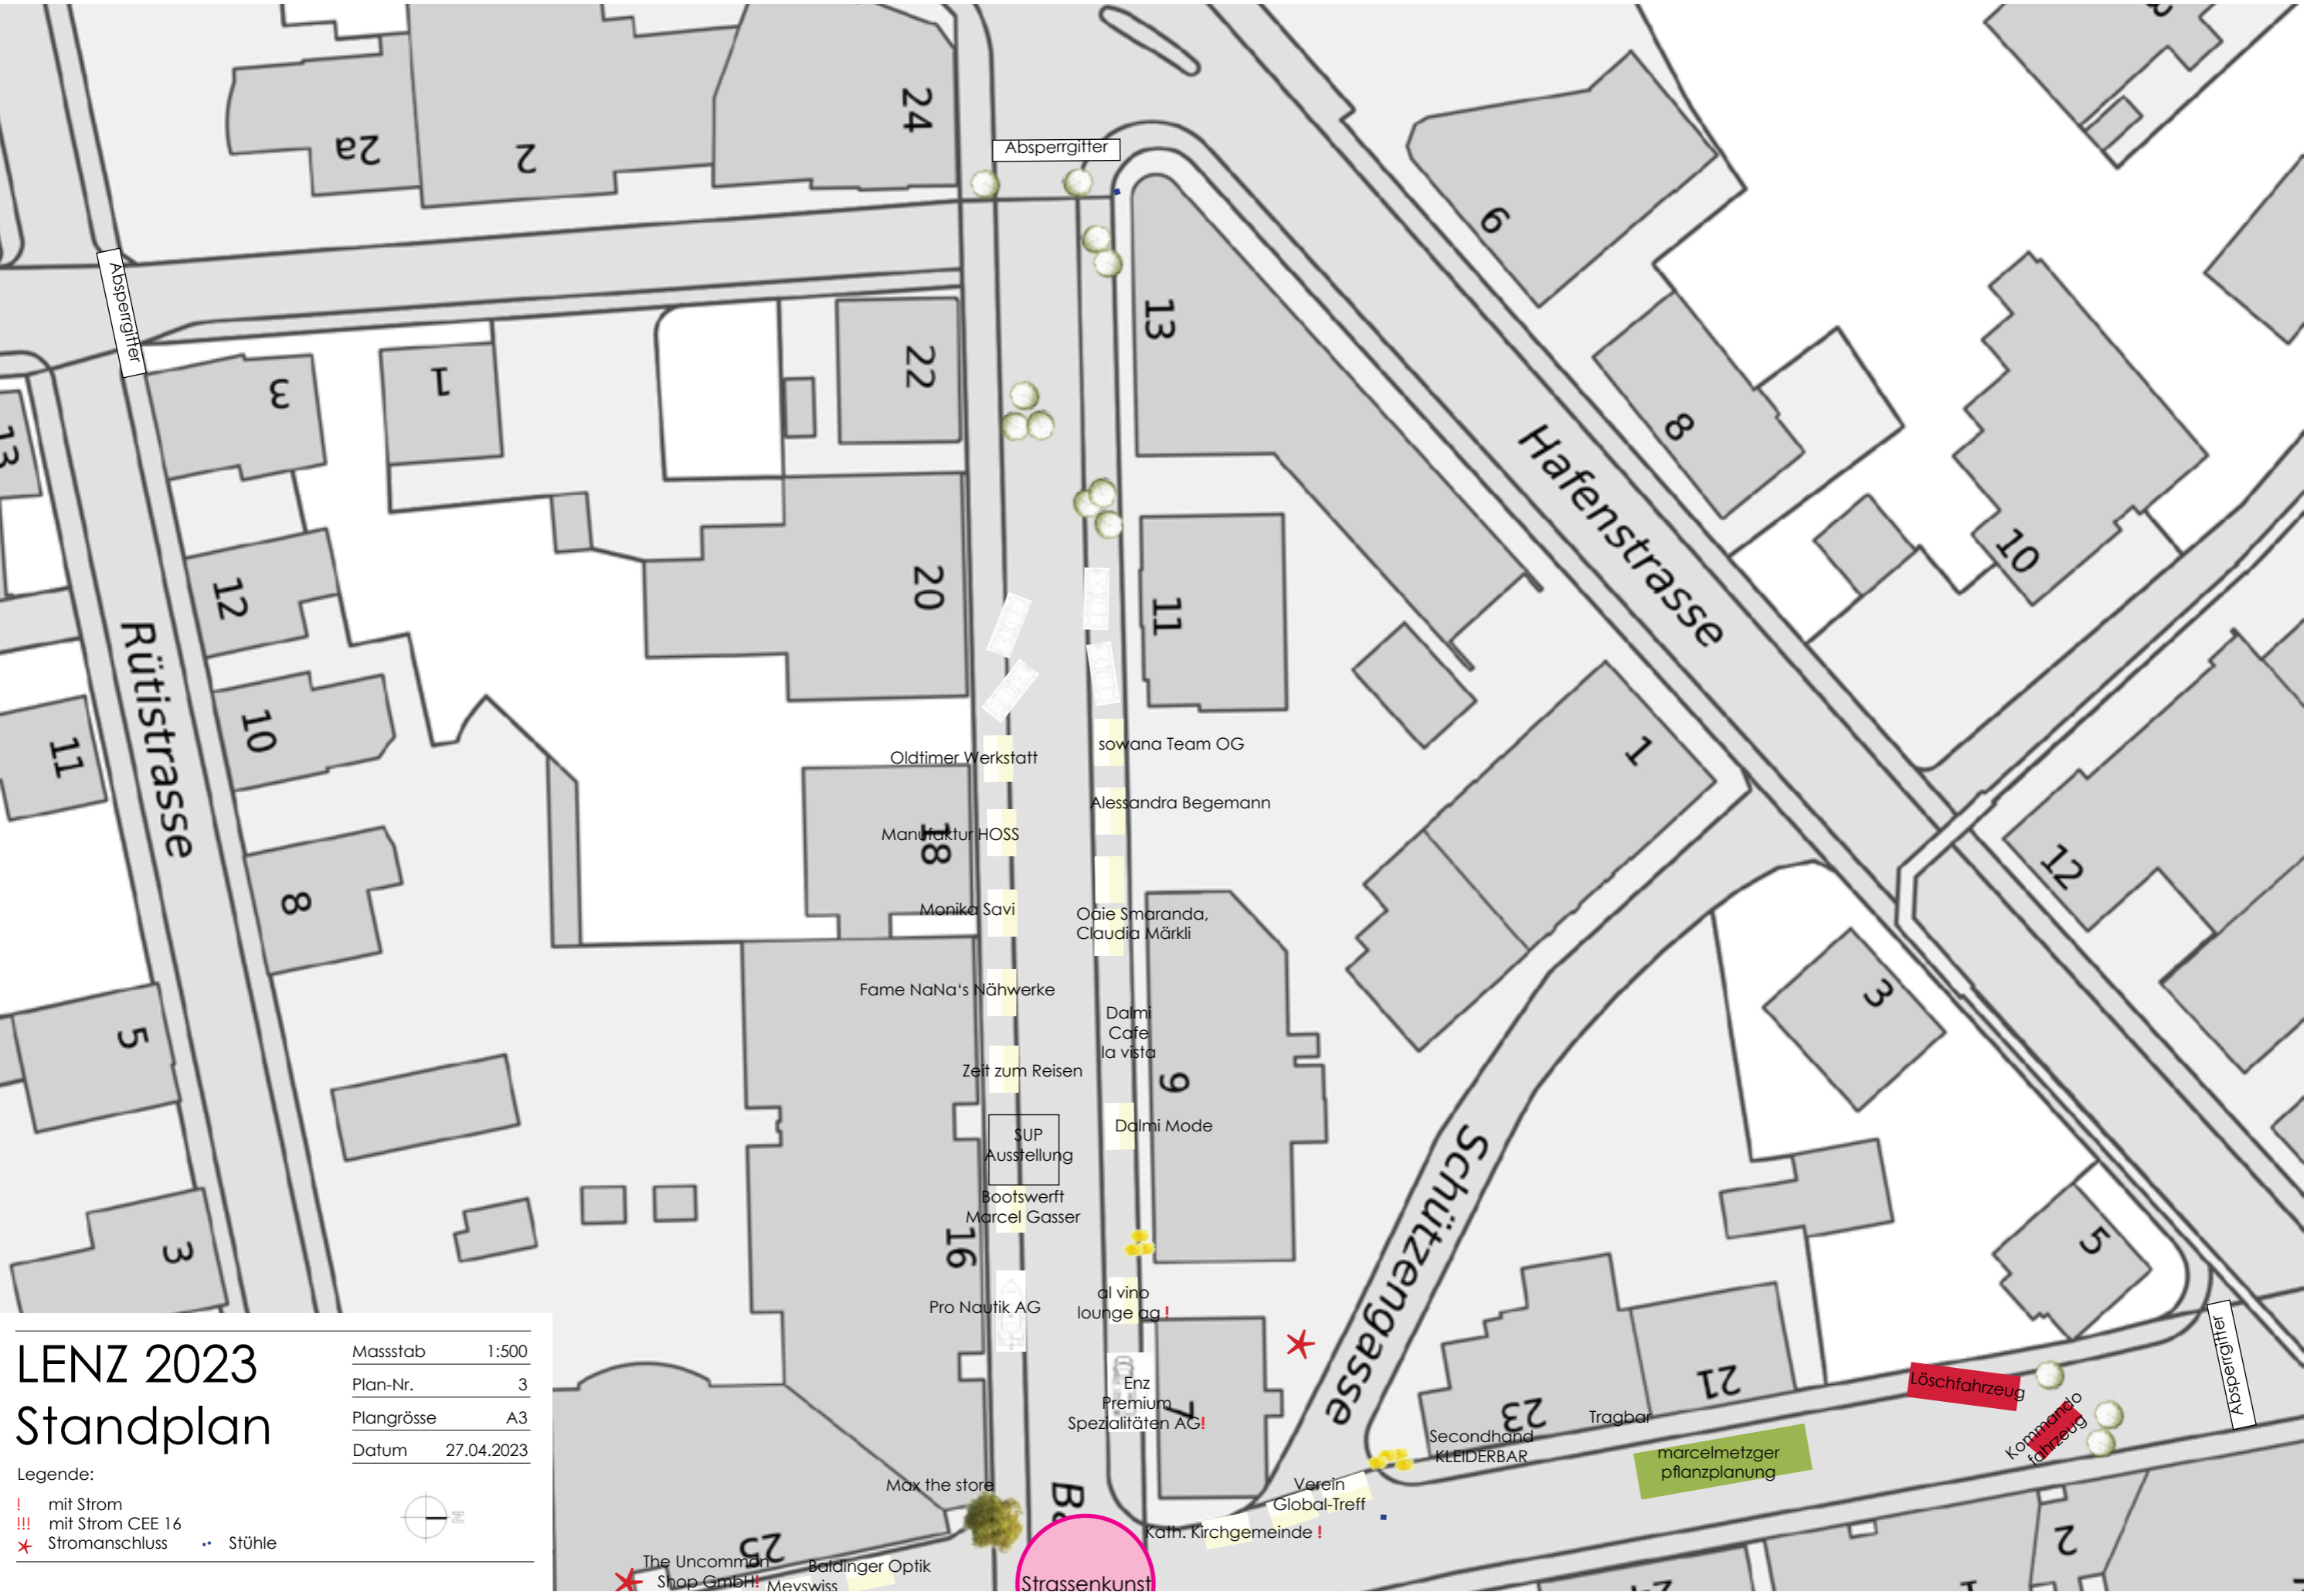 24
2a
2
Absperrgitter
6
Absperrgitter
13
22
3
1
8
Hafenstrasse
13
10
20
11
12
Rütistrasse
10
11
sowana Team OG
1
Oldtimer Werkstatt
Alessandra Begemann
Manufaktur HOSS
18
12
8
Monika Savi
Oaie Smaranda,
Claudia Märkli
Fame NaNa's Nähwerke
3
5
Dalmi
Cafe
la vista
Zeit zum Reisen
9
Dalmi Mode
SUP
Ausstellung
Schützengasse
Bootswerft
Marcel Gasser
16
3
5
al vino
lounge ag !
Pro Nautik AG
Enz
Premium
Spezialitäten AG!
7
21
23
Löschfahrzeug
Absperrgitter
Kommando
fahrzeug
Tragbar
Secondhand
KLEIDERBAR
marcelmetzger
pflanzplanung
Max the store
Verein
Global-Treff
Kath. Kirchgemeinde !
25
2
The Uncommon
Shop GmbH!
Baldinger Optik
Meyswiss
Strassenkunst
LENZ 2023
Standplan
Massstab 1:500
Plan-Nr. 3
Plangrösse A3
Datum 27.04.2023
Legende:
! mit Strom
!!! mit Strom CEE 16
Stromanschluss
Stühle
N